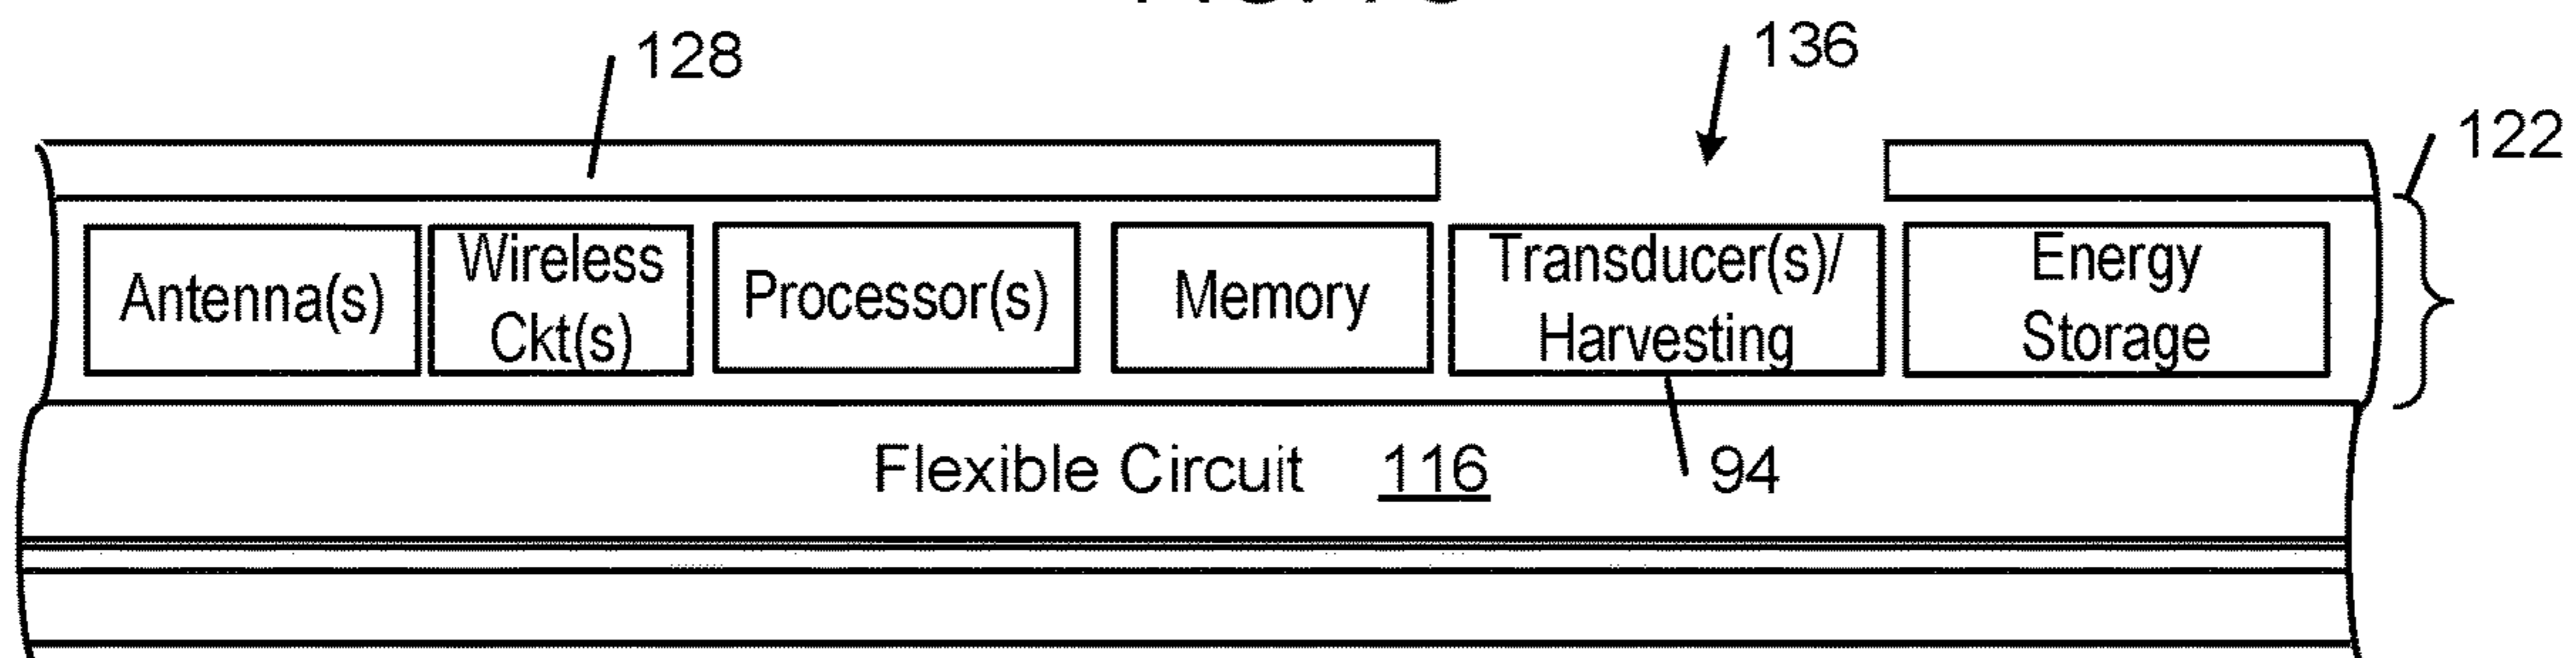 128
136
122
Antenna(s)
Wireless
Ckt(s)
Processor(s)
Memory
Transducer(s)/
Harvesting
Energy
Storage
Flexible Circuit 116
94